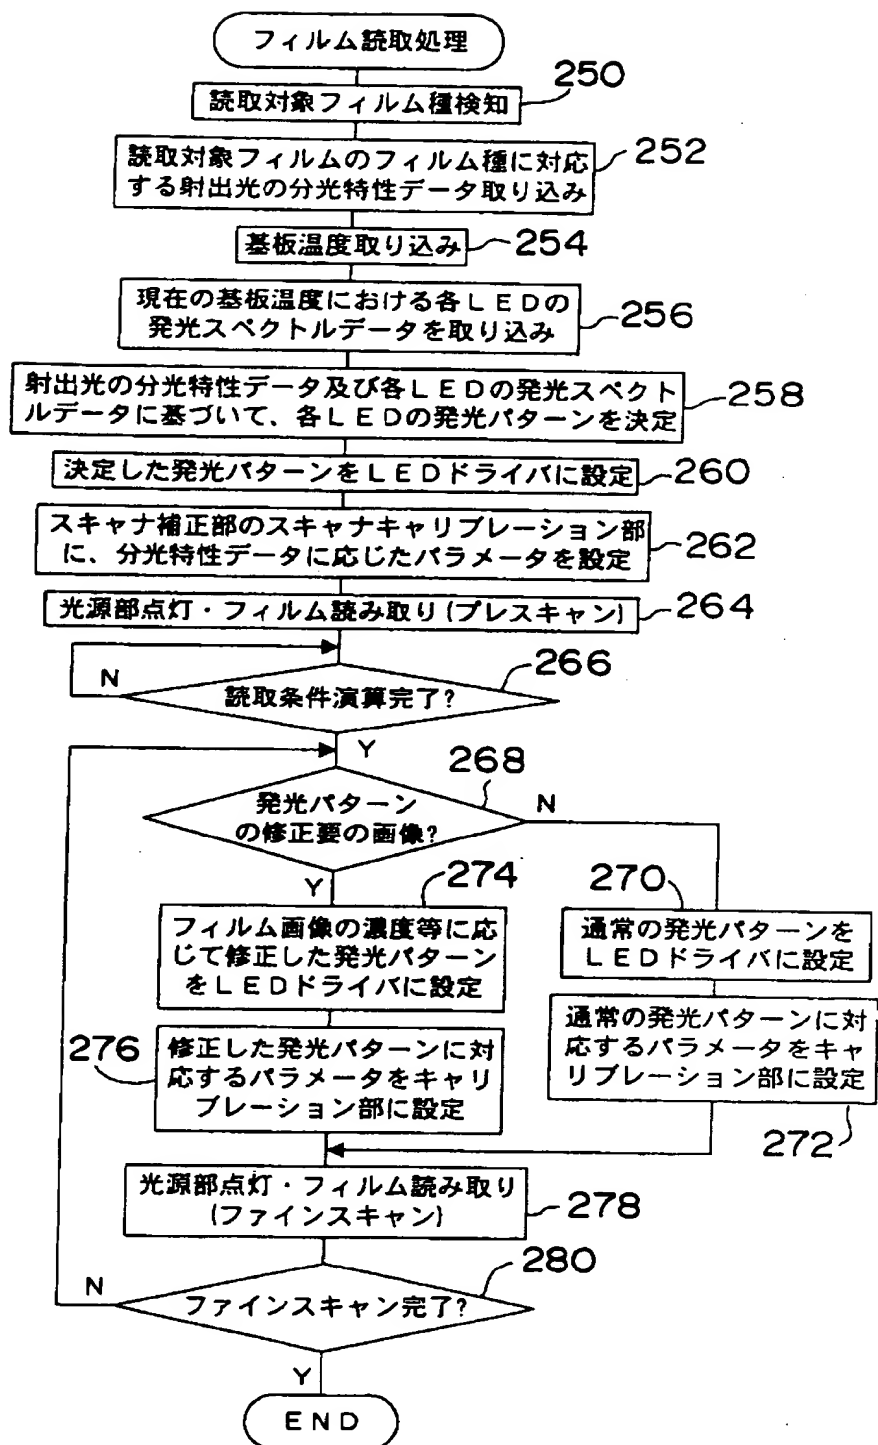 フィルム読取処理
250
読取対象フィルム種検知
252
読取対象フィルムのフィルム種に対応
する射出光の分光特性データ取り込み
基板温度取り込み
254
現在の基板温度における各LEDの
発光スペクトルデータを取り込み
256
射出光の分光特性データ及び各LEDの発光スペクト
ルデータに基づいて、各LEDの発光パターンを決定
258
決定した発光パターンをLEDドライバに設定
260
スキャナ補正部のスキャナキャリブレーション部
に、分光特性データに応じたパラメータを設定
262
光源部点灯・フィルム読み取り(プレスキャン)
264
N
読取条件演算完了?
266
Y
268
発光パターン
の修正要の画像?
N
Y
274
フィルム画像の濃度等に応
じて修正した発光パターン
をLEDドライバに設定
270
通常の発光パターンを
LEDドライバに設定
276
修正した発光パターンに対
応するパラメータをキャリ
ブレーション部に設定
通常の発光パターンに対
応するパラメータをキャ
リブレーション部に設定
272
光源部点灯・フィルム読み取り
(ファインスキャン)
278
280
N
ファインスキャン完了?
Y
END